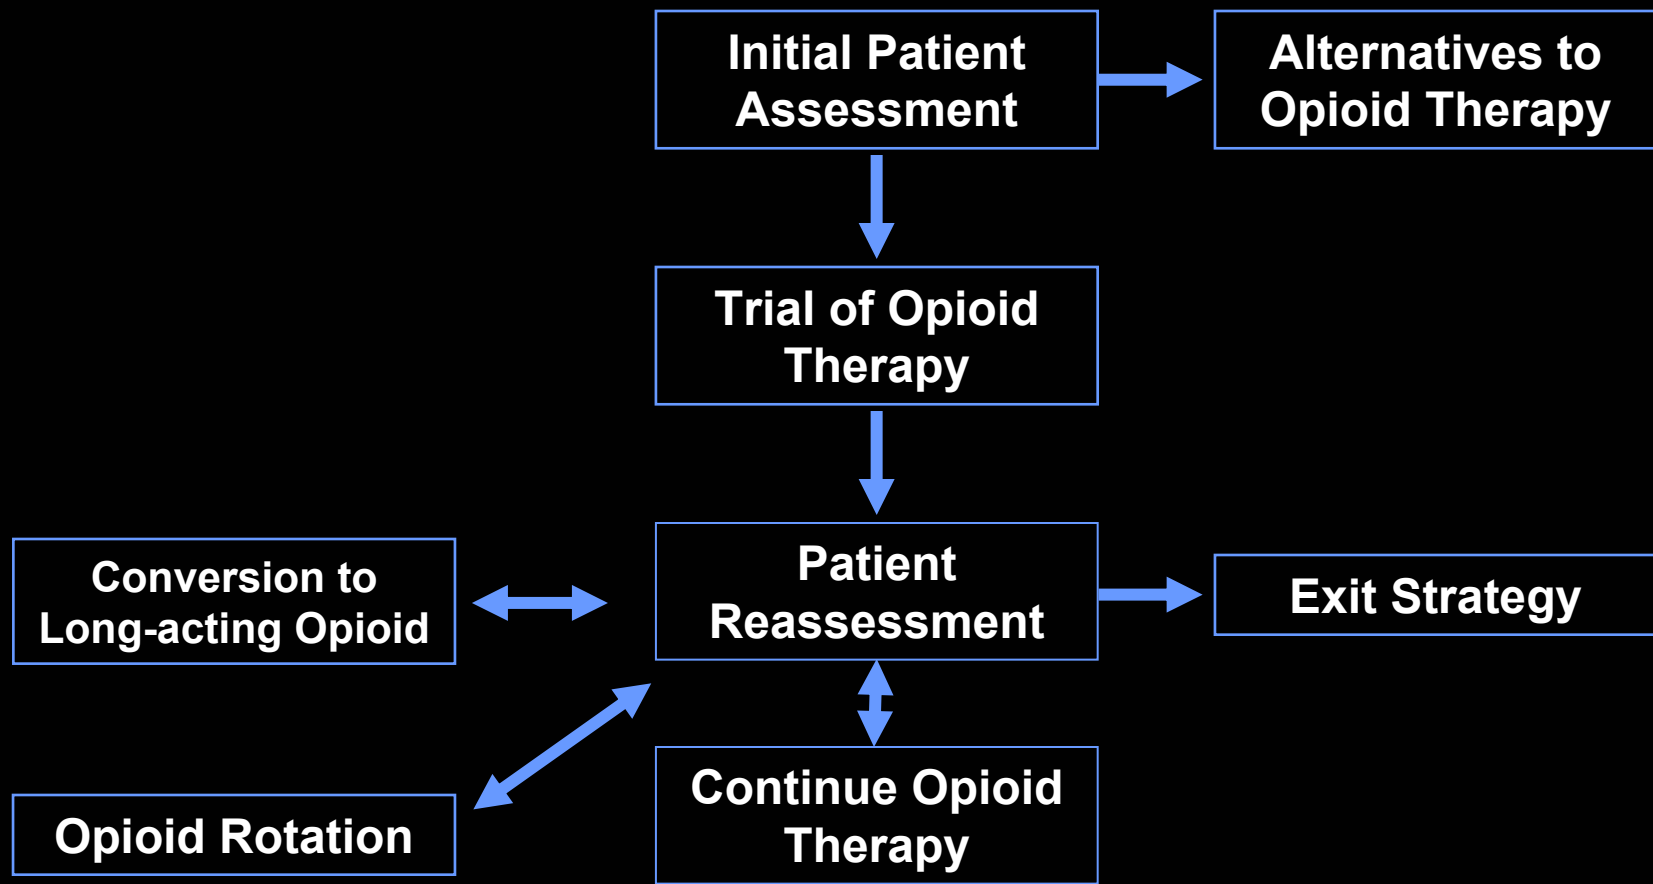 Initial Patient
Assessment
Alternatives to
Opioid Therapy
Trial of Opioid
Therapy
Conversion to
Long-acting Opioid
Patient
Reassessment
Exit Strategy
Opioid Rotation
Continue Opioid
Therapy